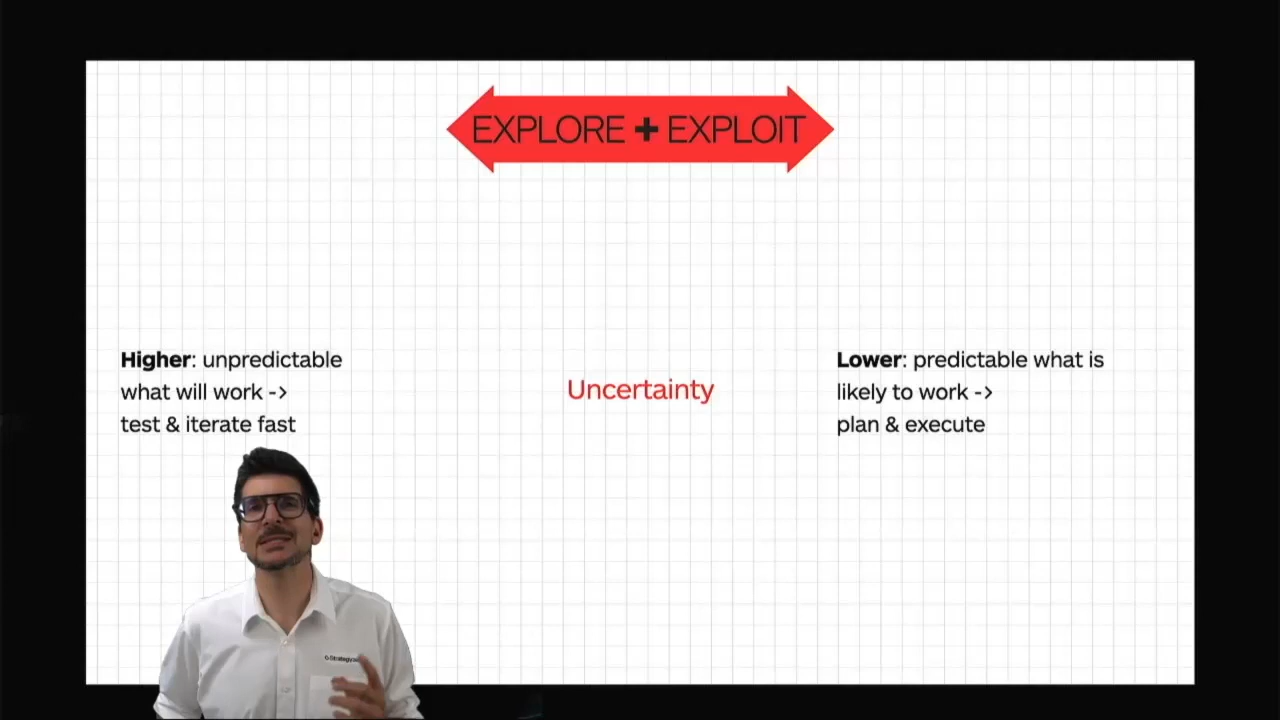 EXPLORE + EXPLOIT
Higher: unpredictable
what will work ->
test & iterate fast
Uncertainty
Lower: predictable what is
likely to work ->
plan & execute